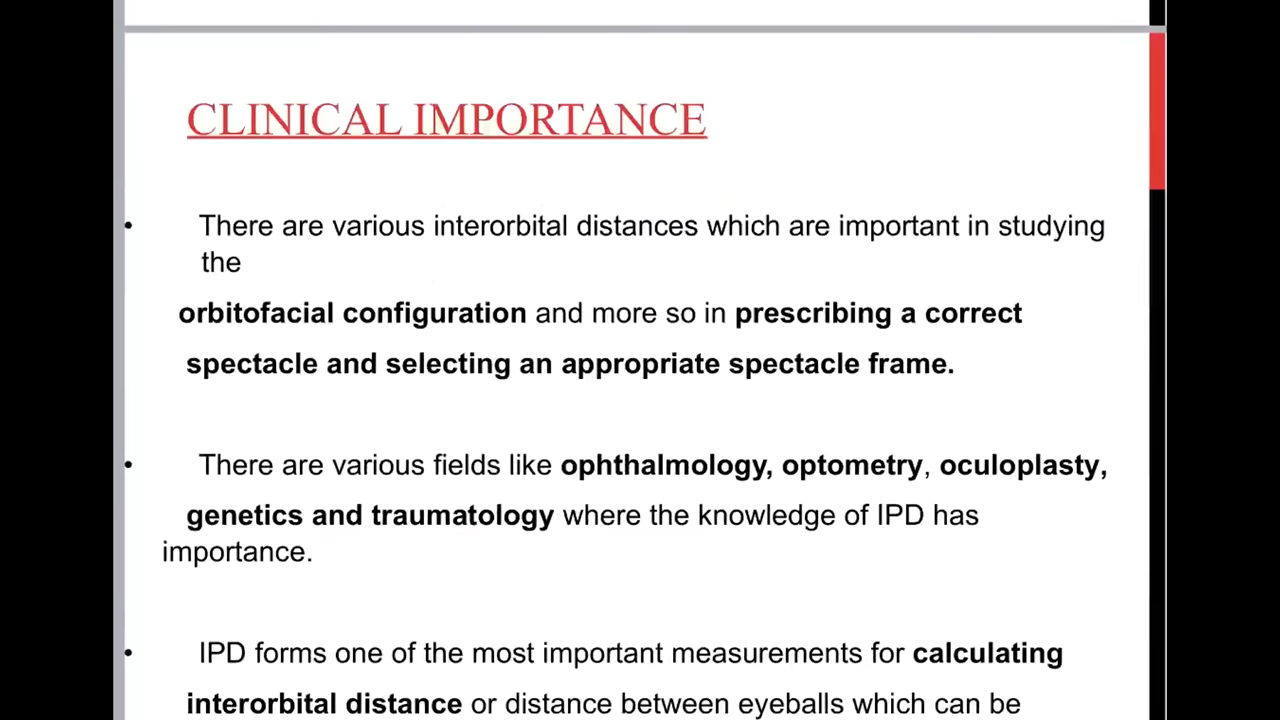 CLINICAL IMPORTANCE
• There are various interorbital distances which are important in studying
the
orbitofacial configuration and more so in prescribing a correct
spectacle and selecting an appropriate spectacle frame.
• There are various fields like ophthalmology, optometry, oculoplasty,
genetics and traumatology where the knowledge of IPD has
importance.
• IPD forms one of the most important measurements for calculating
interorbital distance or distance between eyeballs which can be